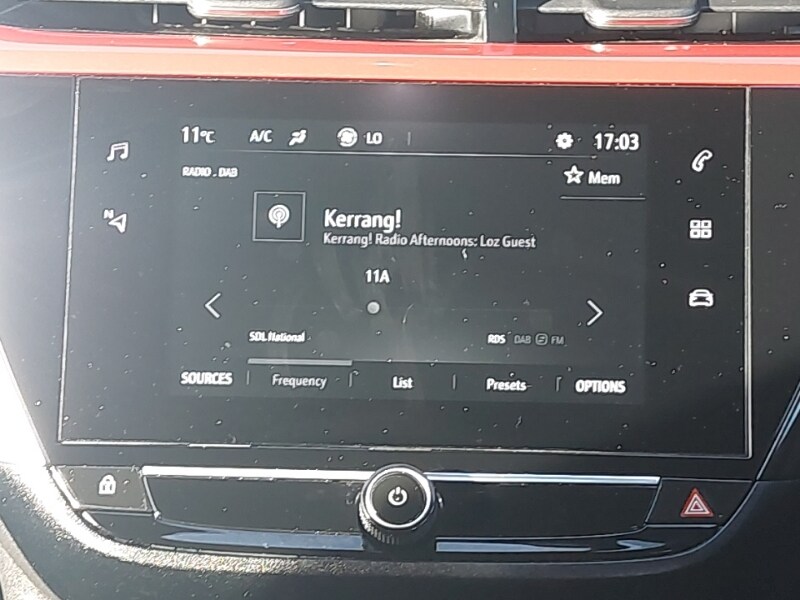 11°C A/C LO 17:03
RADIO . DAB
Mem
N
Kerrang!
Kerrang! Radio Afternoons: Loz Guest
11A
SDL National RDS DAB FM
SOURCES Frequency List Presets OPTIONS